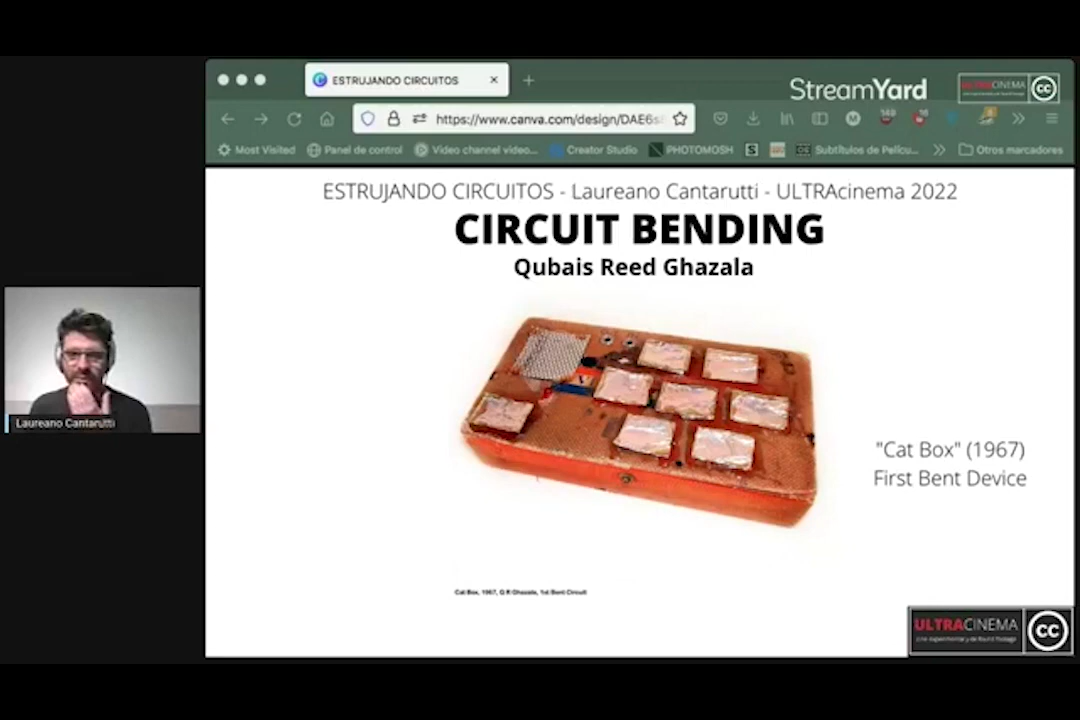 ESTRUJANDO CIRCUITOS
StreamYard
ULTRACINEMA
cc
https://www.canva.com/design/DAE6s
Most Visited
Panel de control
Video channel video...
Creator Studio
PHOTOMOSH
Subtítulos de Pelícu...
Otros marcadores
ESTRUJANDO CIRCUITOS - Laureano Cantarutti - ULTRAcinema 2022
CIRCUIT BENDING
Qubais Reed Ghazala
"Cat Box" (1967)
First Bent Device
Laureano Cantarutti
Cat Box, 1967, Q R Ghazala, 1st Bent Circuit
ULTRACINEMA
cc